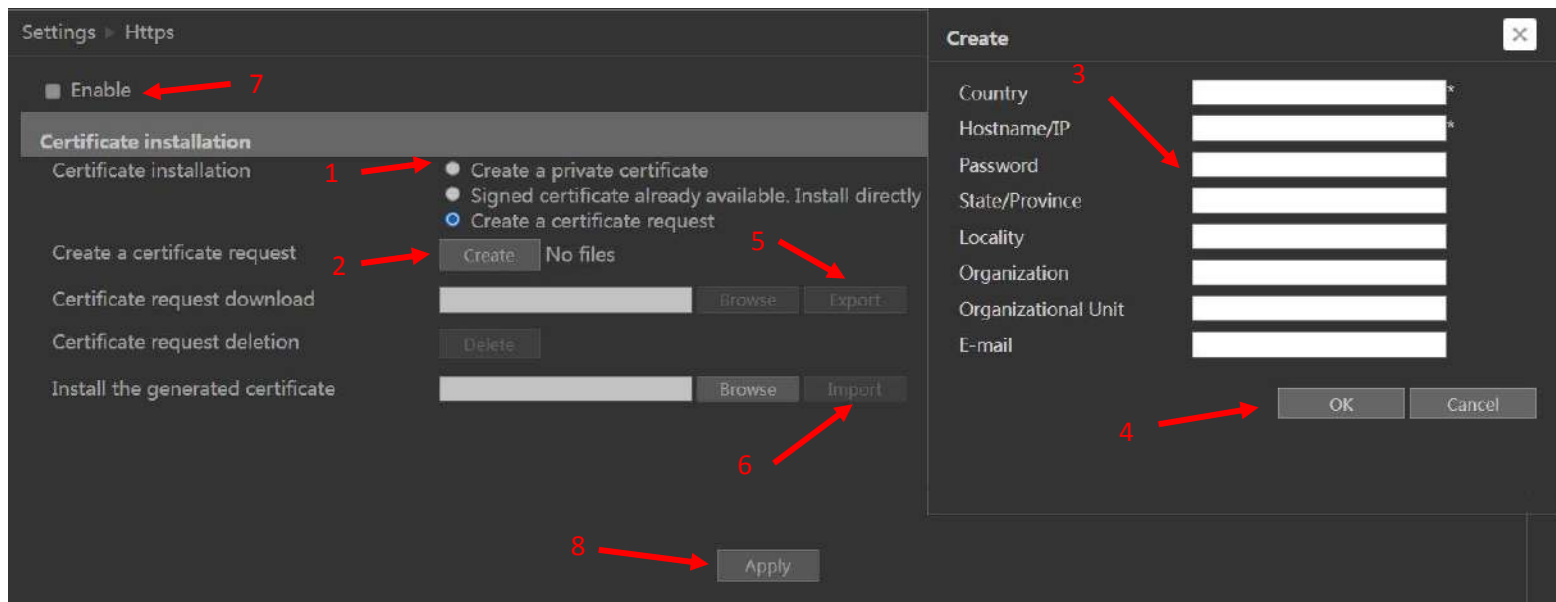 Settings Https
7 Enable
Certificate installation
Certificate installation
1
Create a private certificate
Signed certificate already available. Install directly
Create a certificate request
Create a certificate request
2
Create
No files
5
Certificate request download
Browse
Export
Certificate request deletion
Delete
Install the generated certificate
Browse
Import
6
8
Apply
Create
3
Country *
Hostname/IP *
Password
State/Province
Locality
Organization
Organizational Unit
E-mail
OK
Cancel
4